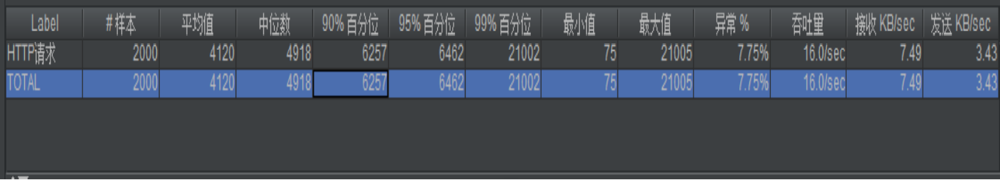 Label # 样本 平均值 中位数 90% 百分位 95% 百分位 99% 百分位 最小值 最大值 异常 % 吞吐量 接收 KB/sec 发送 KB/sec
HTTP请求 2000 4120 4918 6257 6462 21002 75 21005 7.75% 16.0/sec 7.49 3.43
TOTAL 2000 4120 4918 6257 6462 21002 75 21005 7.75% 16.0/sec 7.49 3.43